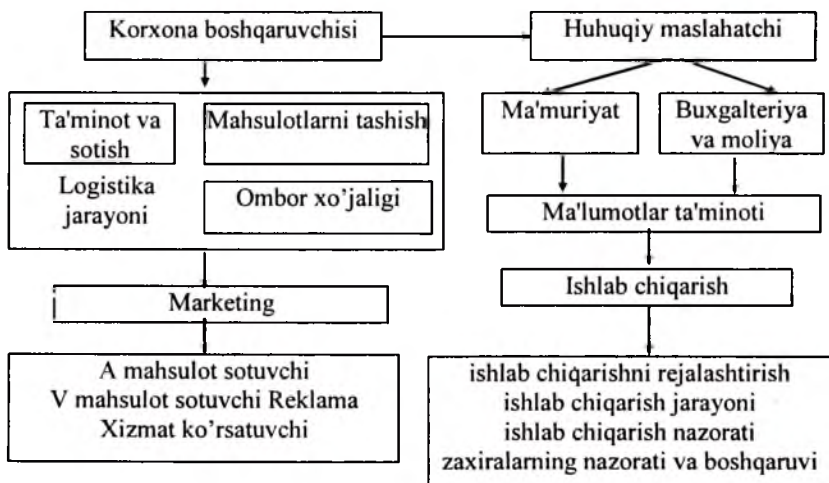 Korxona boshqaruvchisi
Huhuqiy maslahatchi
Ta'minot va
sotish
Mahsulotlarni tashish
Logistika
jarayoni
Ombor xo'jaligi
Ma'muriyat
Buxgalteriya
va moliya
Ma'lumotlar ta'minoti
Marketing
Ishlab chiqarish
A mahsulot sotuvchi
V mahsulot sotuvchi Reklama
Xizmat ko'rsatuvchi
ishlab chiqarishni rejalashtirish
ishlab chiqarish jarayoni
ishlab chiqarish nazorati
zaxiralarning nazorati va boshqaruvi